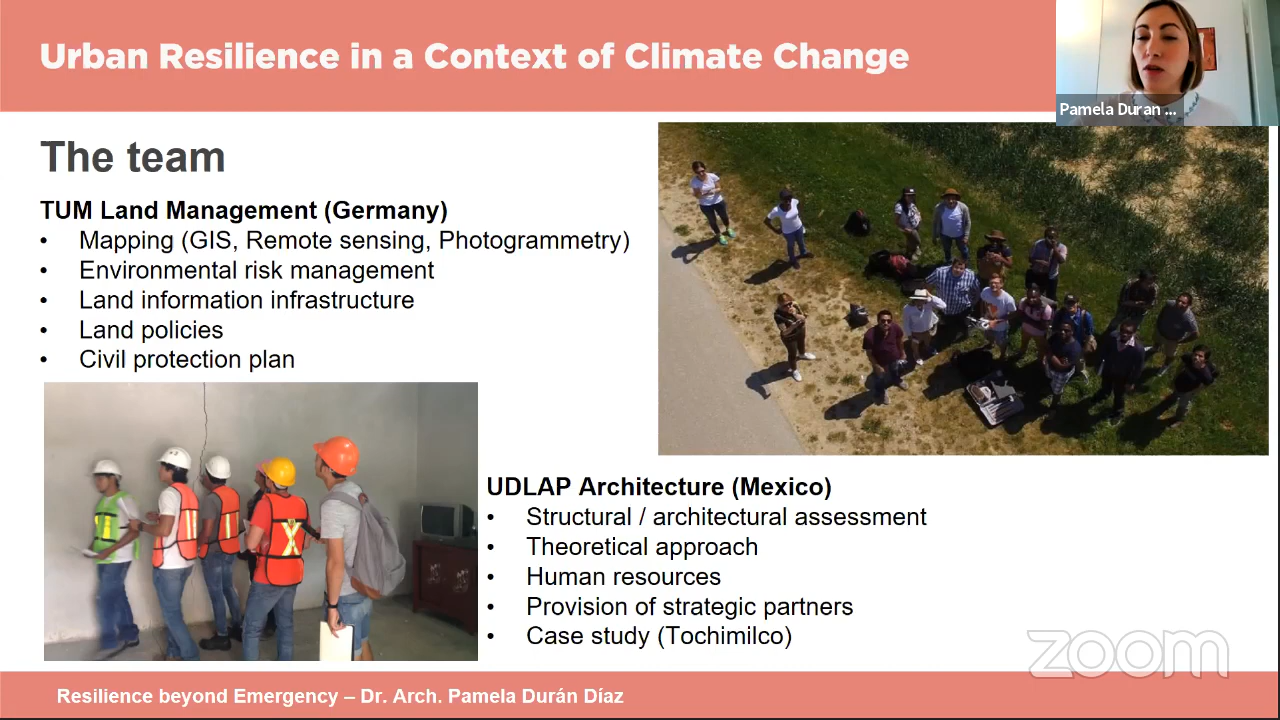 Urban Resilience in a Context of Climate Change
Pamela Duran ...
The team
TUM Land Management (Germany)
• Mapping (GIS, Remote sensing, Photogrammetry)
• Environmental risk management
• Land information infrastructure
• Land policies
• Civil protection plan
UDLAP Architecture (Mexico)
• Structural / architectural assessment
• Theoretical approach
• Human resources
• Provision of strategic partners
• Case study (Tochimilco)
zoom
Resilience beyond Emergency – Dr. Arch. Pamela Durán Díaz